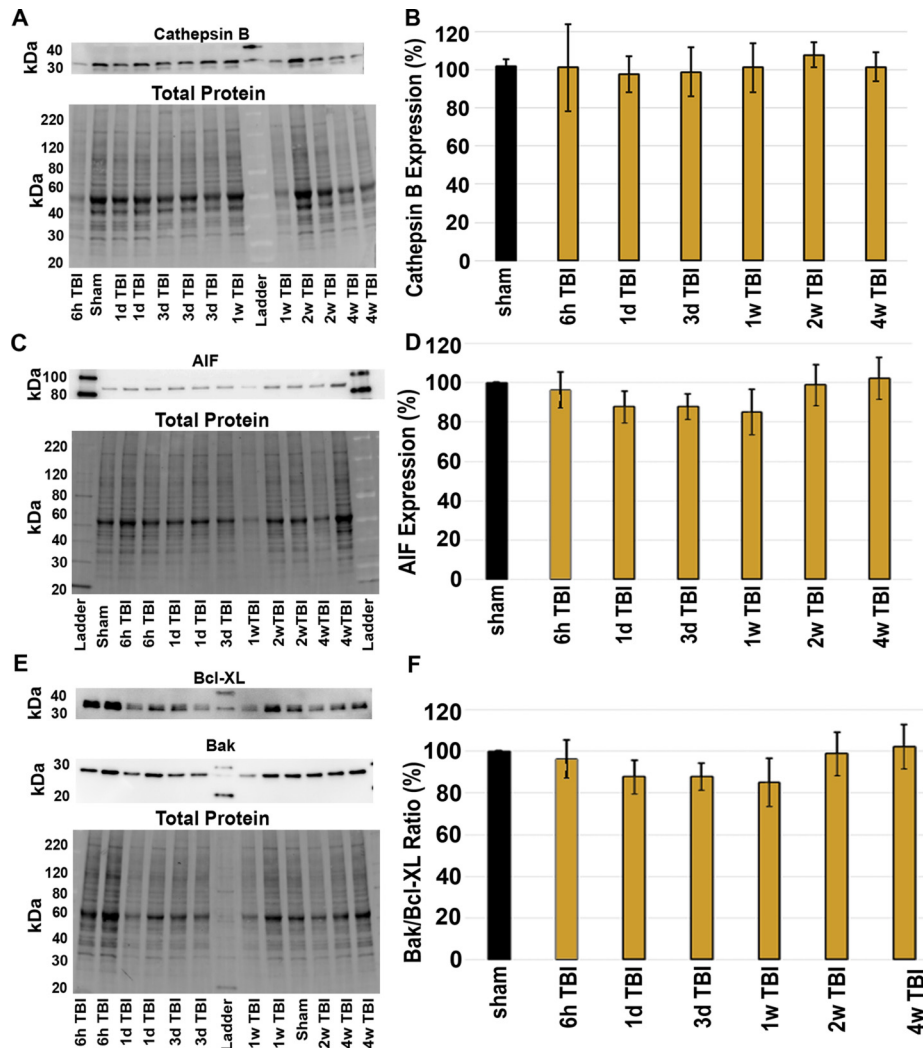 A
Cathepsin B
kDa
40
30
Total Protein
kDa
220
120
80
60
40
30
20
6h TBI
Sham
1d TBI
1d TBI
3d TBI
3d TBI
3d TBI
1w TBI
Ladder
1w TBI
2w TBI
2w TBI
4w TBI
4w TBI
B
Cathepsin B Expression (%)
120
100
80
60
40
20
0
sham
6h TBI
1d TBI
3d TBI
1w TBI
2w TBI
4w TBI
C
AIF
kDa
100
80
Total Protein
kDa
220
120
80
60
40
30
20
Ladder
Sham
6h TBI
6h TBI
1d TBI
1d TBI
3d TBI
1wTBI
2wTBI
2wTBI
4wTBI
4wTBI
Ladder
D
AIF Expression (%)
120
100
80
60
40
20
0
sham
6h TBI
1d TBI
3d TBI
1w TBI
2w TBI
4w TBI
E
Bcl-XL
kDa
40
30
Bak
30
20
Total Protein
kDa
220
120
80
60
40
30
20
6h TBI
6h TBI
1d TBI
1d TBI
3d TBI
3d TBI
Ladder
1w TBI
1w TBI
Sham
2w TBI
4w TBI
4w TBI
F
Bak/Bcl-XL Ratio (%)
120
100
80
60
40
20
0
sham
6h TBI
1d TBI
3d TBI
1w TBI
2w TBI
4w TBI